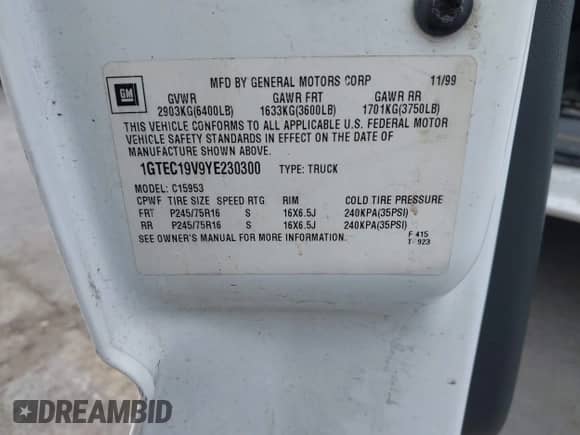 GM
MFD BY GENERAL MOTORS CORP 11/99
GVWR GAWR FRT GAWR RR
2903KG(6400LB) 1633KG(3600LB) 1701KG(3750LB)
THIS VEHICLE CONFORMS TO ALL APPLICABLE U.S. FEDERAL MOTOR
VEHICLE SAFETY STANDARDS IN EFFECT ON THE DATE OF
MANUFACTURE SHOWN ABOVE.
1GTEC19V9YE230300 TYPE: TRUCK
MODEL: C15953
CPWF TIRE SIZE SPEED RTG RIM COLD TIRE PRESSURE
FRT P245/75R16 S 16X6.5J 240KPA(35PSI)
RR P245/75R16 S 16X6.5J 240KPA(35PSI)
SEE OWNER'S MANUAL FOR MORE INFORMATION.
F 415
T 923
DREAMBID